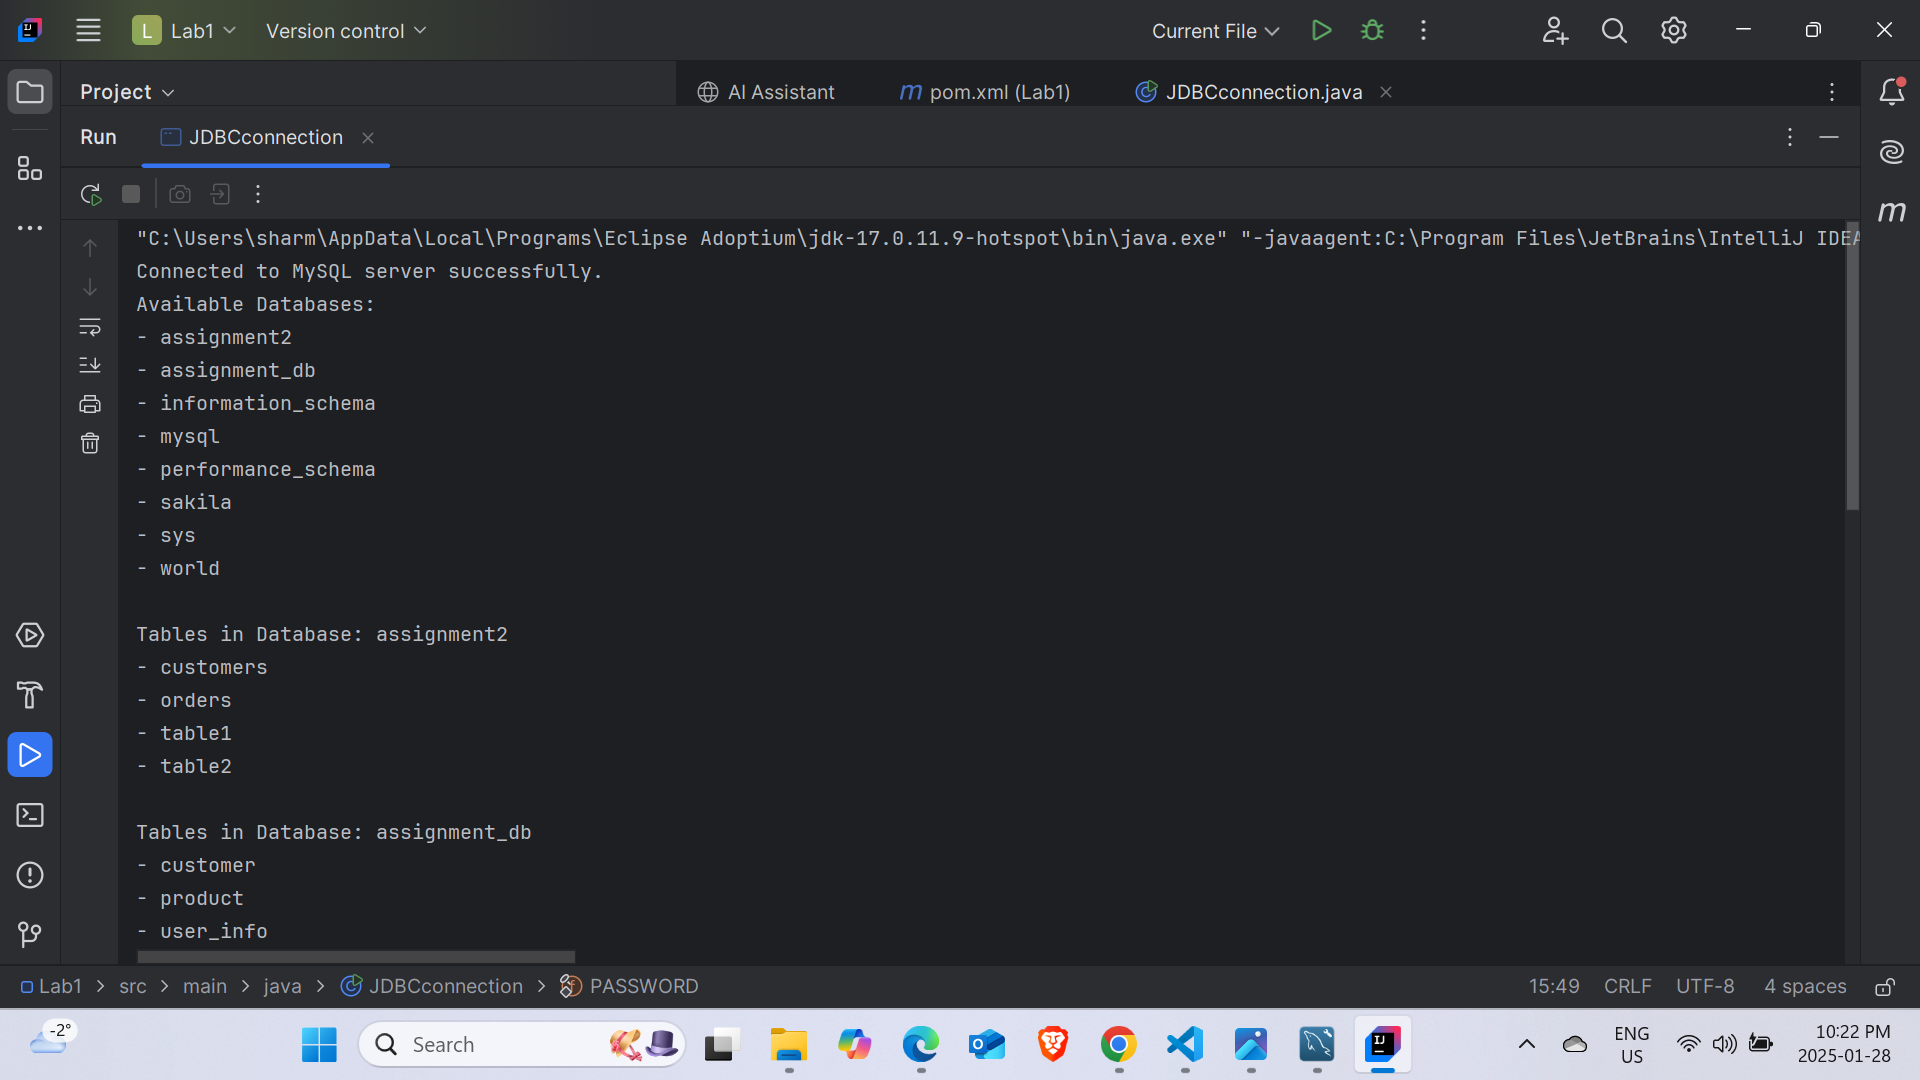 L Lab1 Version control Current File
Project AI Assistant m pom.xml (Lab1) JDBCconnection.java
Run JDBCconnection
"C:\Users\sharm\AppData\Local\Programs\Eclipse Adoptium\jdk-17.0.11.9-hotspot\bin\java.exe" "-javaagent:C:\Program Files\JetBrains\IntelliJ IDEA
Connected to MySQL server successfully.
Available Databases:
- assignment2
- assignment_db
- information_schema
- mysql
- performance_schema
- sakila
- sys
- world
Tables in Database: assignment2
- customers
- orders
- table1
- table2
Tables in Database: assignment_db
- customer
- product
- user_info
Lab1 > src > main > java > JDBCconnection > PASSWORD 15:49 CRLF UTF-8 4 spaces
-2° Search ENG US 10:22 PM
2025-01-28